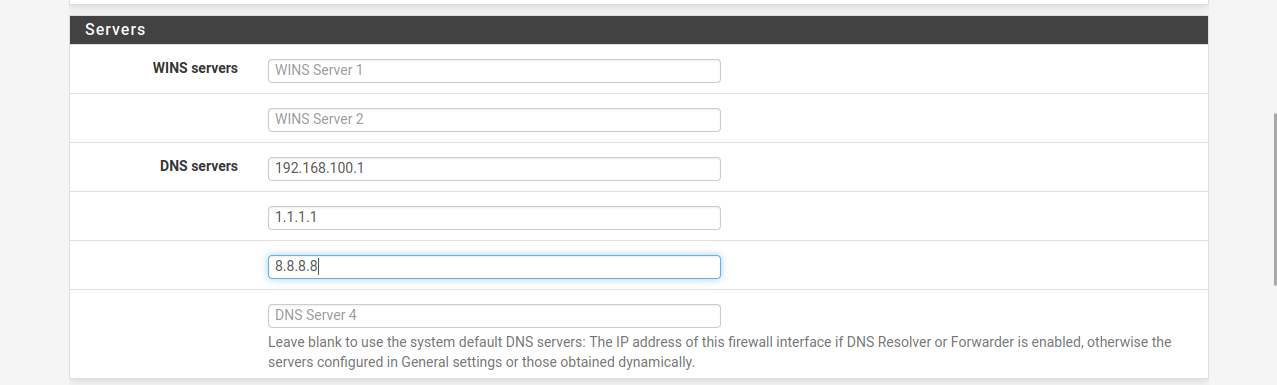 Servers
WINS servers
WINS Server 1
WINS Server 2
DNS servers
192.168.100.1
1.1.1.1
8.8.8.8
DNS Server 4
Leave blank to use the system default DNS servers: The IP address of this firewall interface if DNS Resolver or Forwarder is enabled, otherwise the
servers configured in General settings or those obtained dynamically.